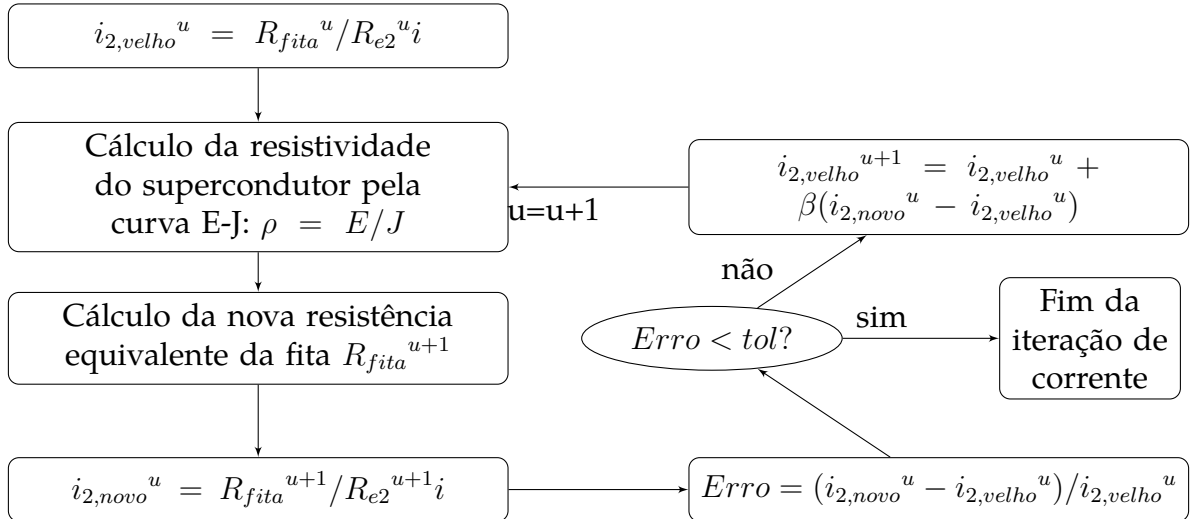 i_{2,velho}^u = R_{fita}^u/R_{e2}^u i
Cálculo da resistividade
do supercondutor pela
curva E-J: ρ = E/J
Cálculo da nova resistência
equivalente da fita R_{fita}^{u+1}
i_{2,novo}^u = R_{fita}^{u+1}/R_{e2}^{u+1} i
Erro = (i_{2,novo}^u − i_{2,velho}^u)/i_{2,velho}^u
Erro < tol?
sim
Fim da
iteração de
corrente
não
i_{2,velho}^{u+1} = i_{2,velho}^u +
β(i_{2,novo}^u − i_{2,velho}^u)
u=u+1